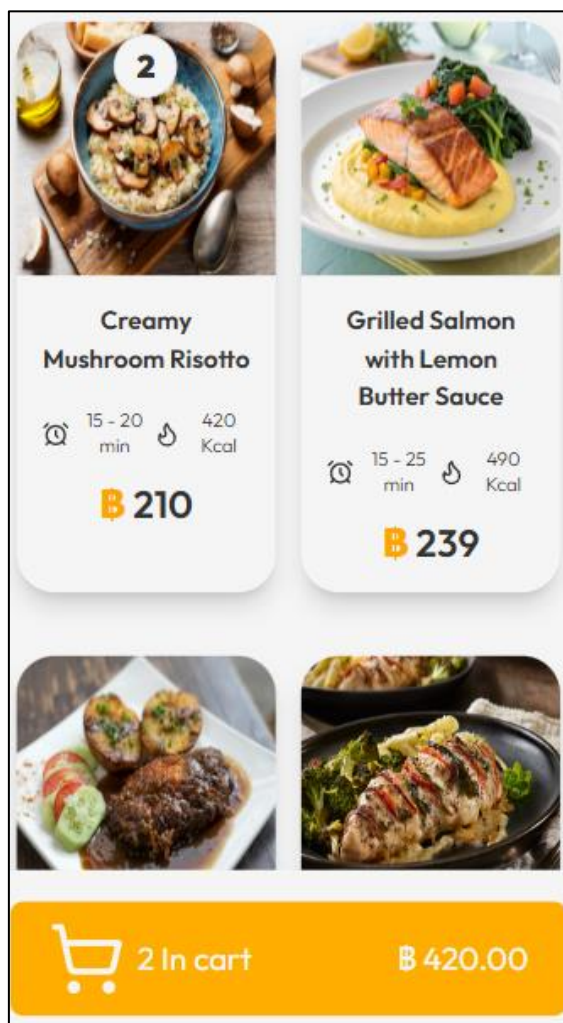 2
Creamy
Mushroom Risotto
15 - 20
min
420
Kcal
฿ 210
Grilled Salmon
with Lemon
Butter Sauce
15 - 25
min
490
Kcal
฿ 239
2 In cart
฿ 420.00